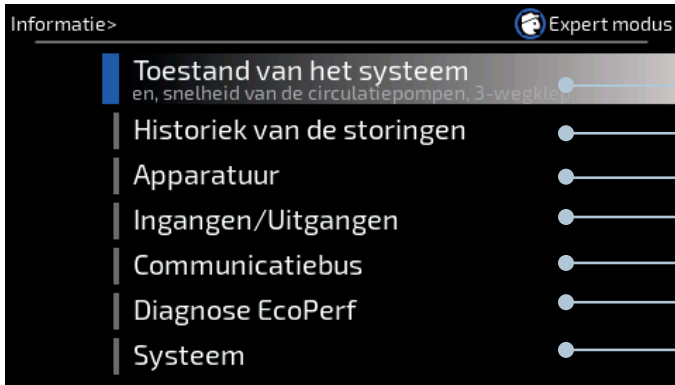 Informatie>
Expert modus
Toestand van het systeem
en, snelheid van de circulatiepompen, 3-wegklep
Historiek van de storingen
Apparatuur
Ingangen/Uitgangen
Communicatiebus
Diagnose EcoPerf
Systeem